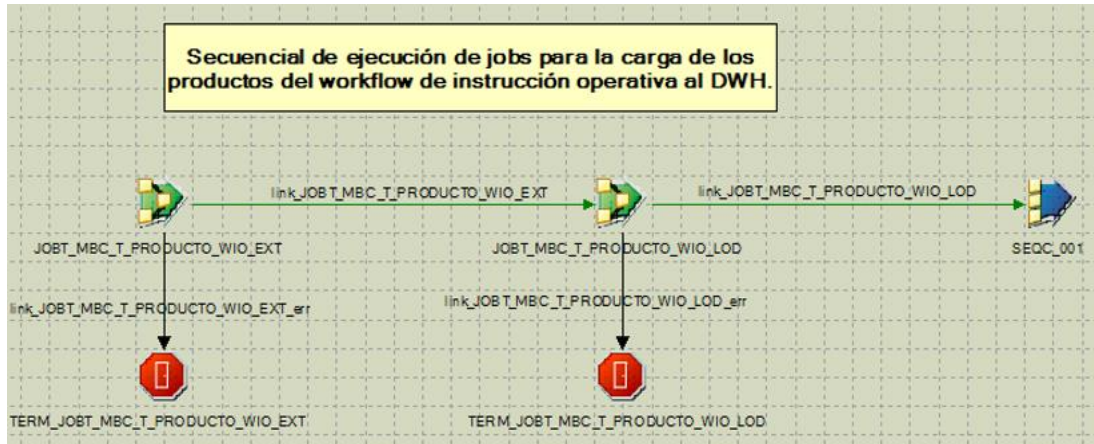 Secuencial de ejecución de jobs para la carga de los
productos del workflow de instrucción operativa al DWH.
link_JOBT_MBC_T_PRODUCTO_WIO_EXT
link_JOBT_MBC_T_PRODUCTO_WIO_LOD
JOBT_MBC_T_PRODUCTO_WIO_EXT
JOBT_MBC_T_PRODUCTO_WIO_LOD
SEQC_001
link_JOBT_MBC_T_PRODUCTO_WIO_EXT_err
link_JOBT_MBC_T_PRODUCTO_WIO_LOD_err
TERM_JOBT_MBC_T_PRODUCTO_WIO_EXT
TERM_JOBT_MBC_T_PRODUCTO_WIO_LOD